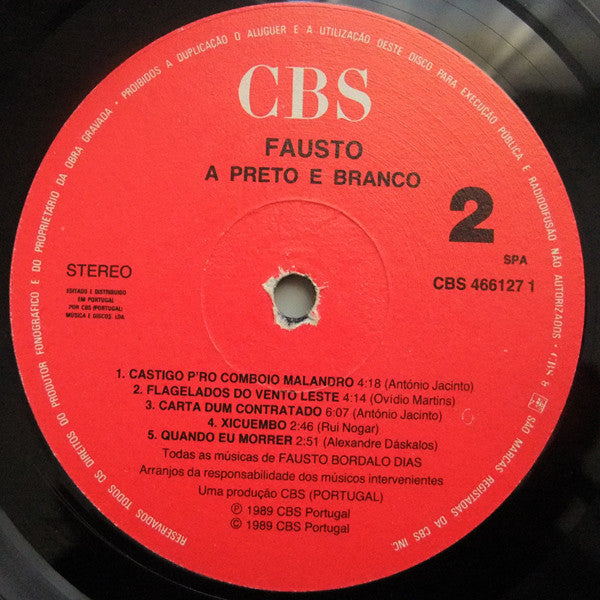 CBS
FAUSTO
A PRETO E BRANCO
2
STEREO
SPA
CBS 466127 1
EDITADO E DISTRIBUIDO
EM PORTUGAL
POR CBS (PORTUGAL)
MÚSICA E DISCOS, LDA
1. CASTIGO P'RO COMBOIO MALANDRO 4:18 (António Jacinto)
2. FLAGELADOS DO VENTO LESTE 4:14 (Ovídio Martins)
3. CARTA DUM CONTRATADO 6:07 (António Jacinto)
4. XICUEMBO 2:46 (Rui Nogar)
5. QUANDO EU MORRER 2:51 (Alexandre Dáskalos)
Todas as músicas de FAUSTO BORDALO DIAS
Arranjos da responsabilidade dos músicos intervenientes
Uma produção CBS (PORTUGAL)
℗ 1989 CBS Portugal
© 1989 CBS Portugal
RESERVADOS TODOS OS DIREITOS DO PRODUTOR FONOGRÁFICO E DO PROPRIETÁRIO DA OBRA GRAVADA • PROIBIDOS A DUPLICAÇÃO O ALUGUER E A UTILIZAÇÃO DESTE DISCO PARA EXECUÇÃO PÚBLICA E RADIODIFUSÃO NÃO AUTORIZADOS • CBS & SÃO MARCAS REGISTADAS DA CBS INC.